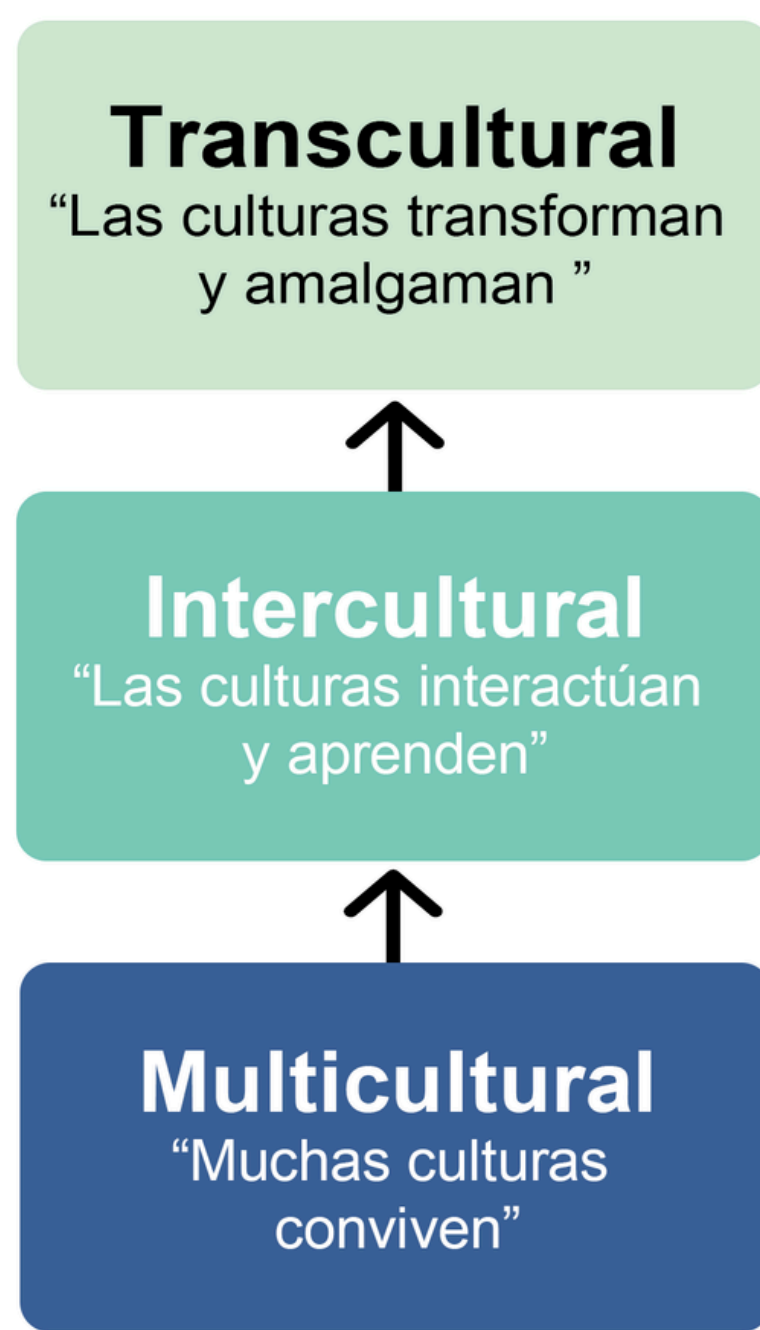 Transcultural
“Las culturas transforman
y amalgaman ”
Intercultural
“Las culturas interactúan
y aprenden”
Multicultural
“Muchas culturas
conviven”